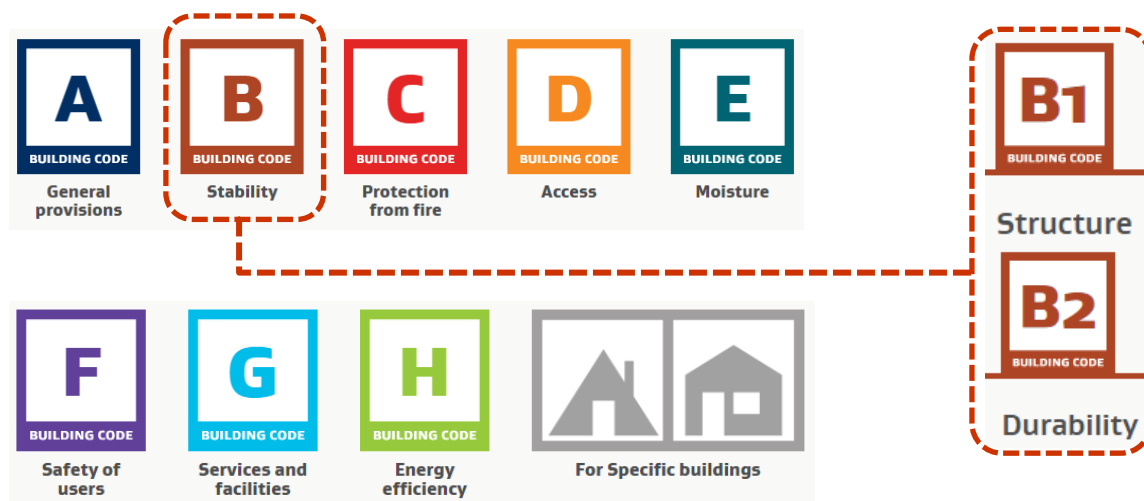 A
BUILDING CODE
General
provisions
B
BUILDING CODE
Stability
C
BUILDING CODE
Protection
from fire
D
BUILDING CODE
Access
E
BUILDING CODE
Moisture
B1
BUILDING CODE
Structure
B2
BUILDING CODE
Durability
F
BUILDING CODE
Safety of
users
G
BUILDING CODE
Services and
facilities
H
BUILDING CODE
Energy
efficiency
For Specific buildings